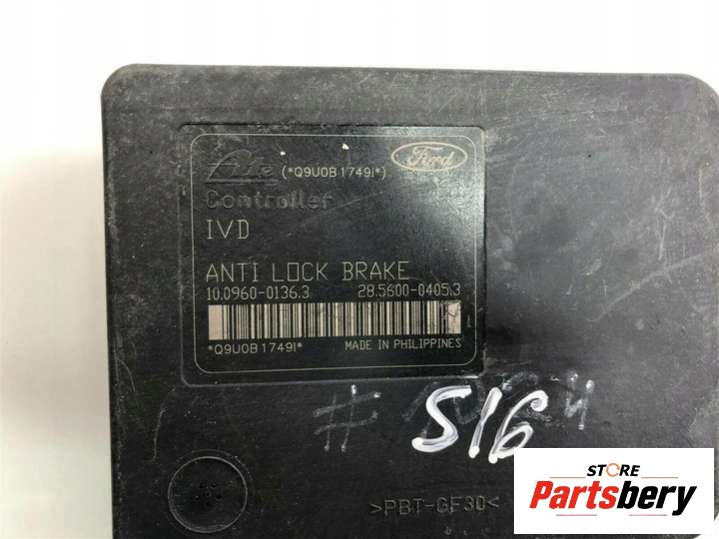 Ate (*Q9U0B1749I*) Ford
Controller
IVD
ANTI LOCK BRAKE
10.0960-0136.3 28.5600-0405.3
*Q9U0B1749I* MADE IN PHILIPPINES
#
516
>PBT-GF30<
STORE
Partsbery